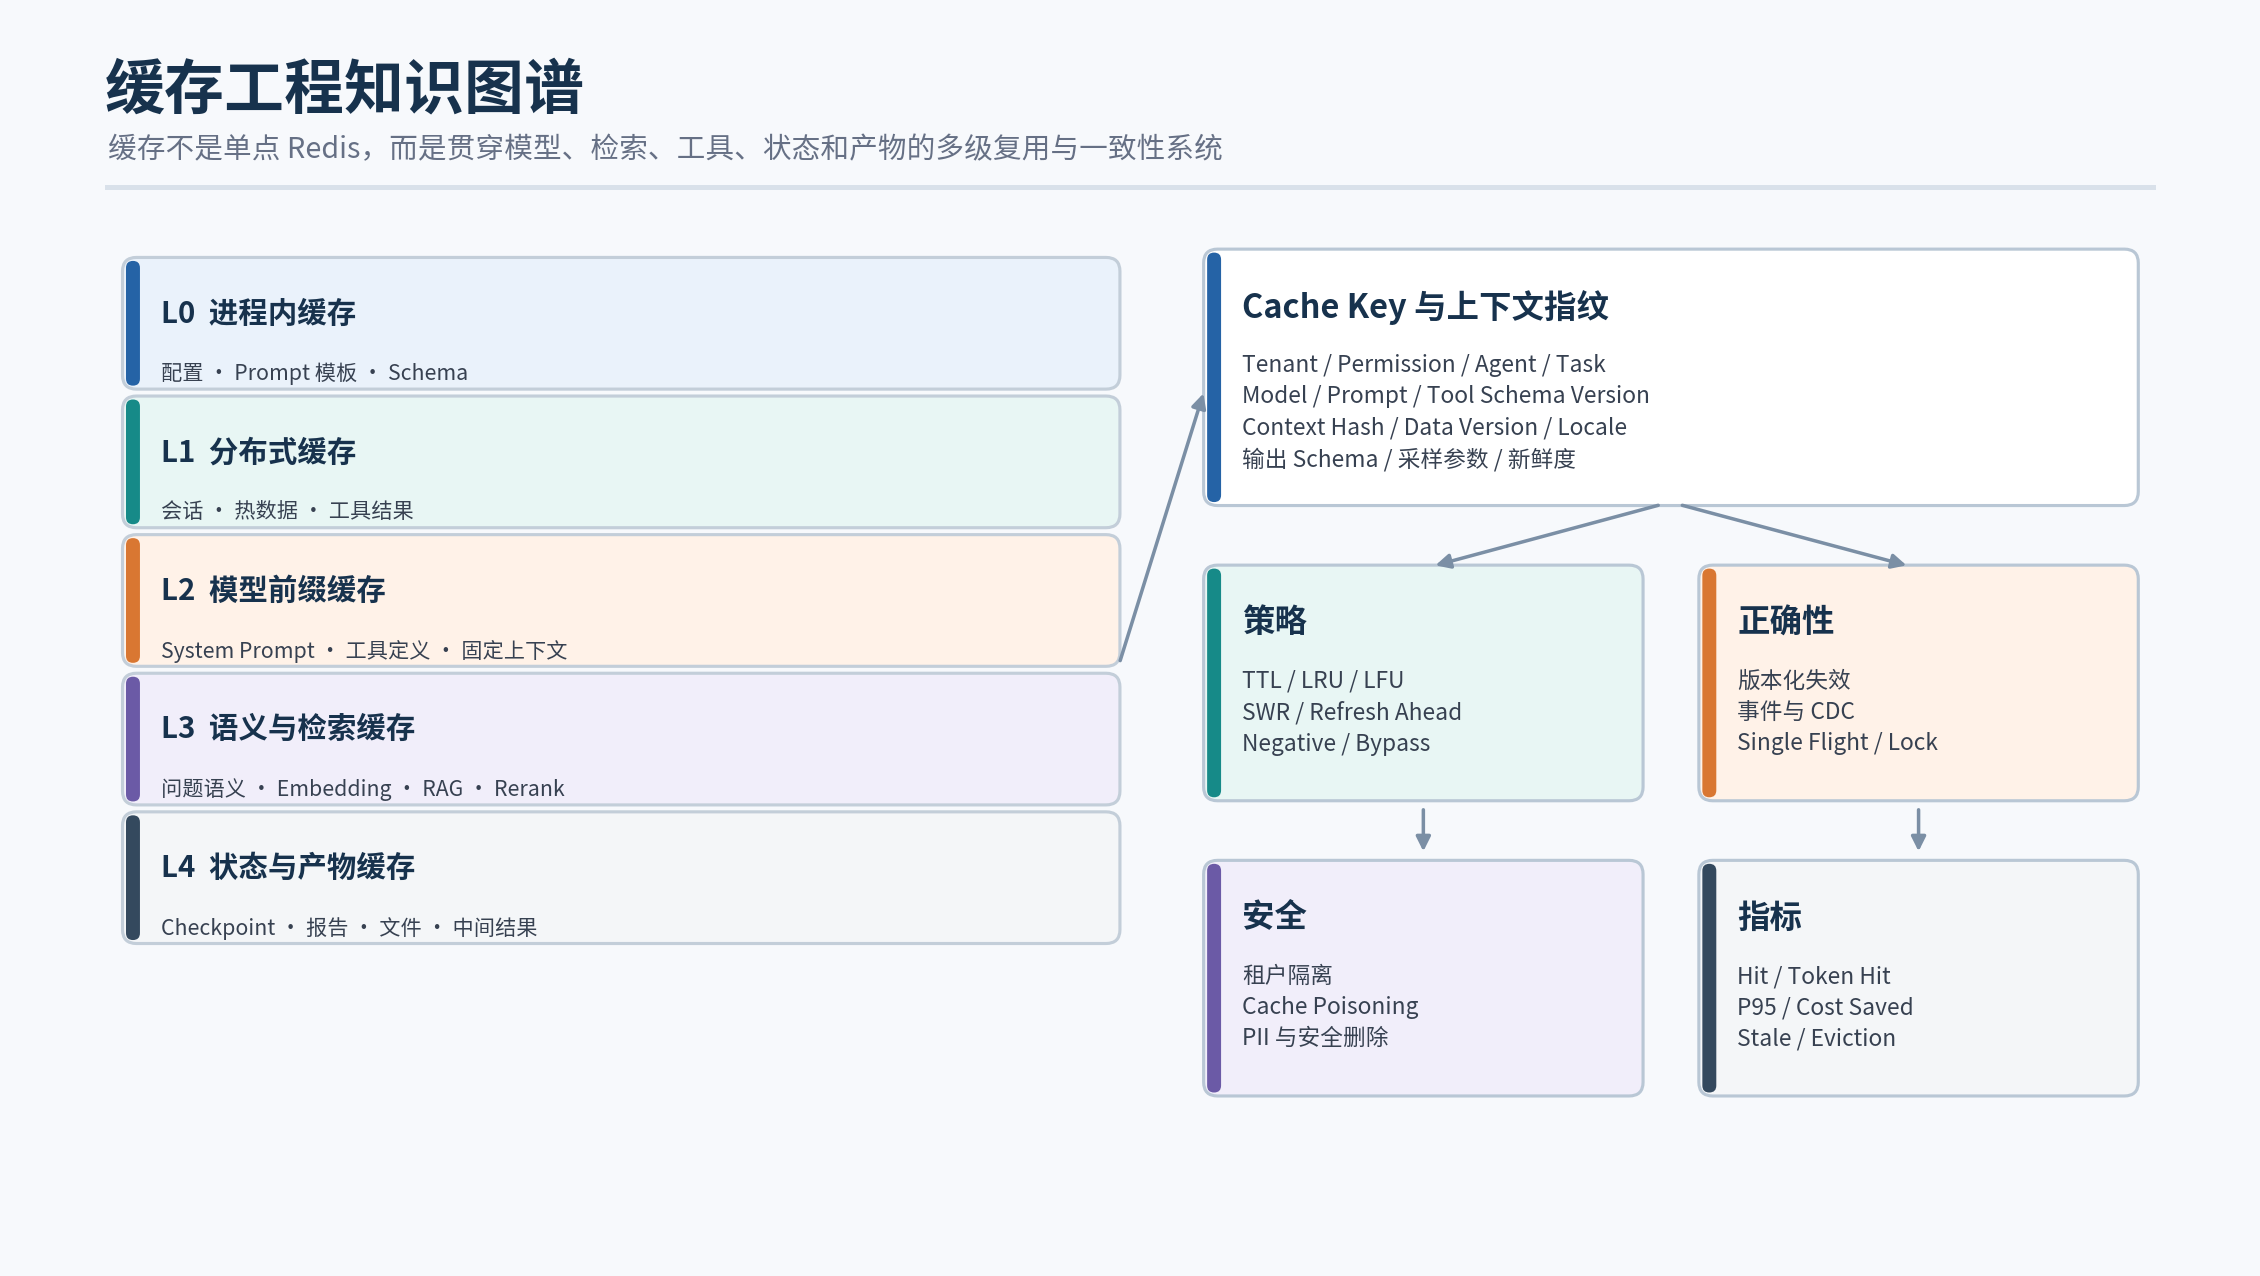 缓存工程知识图谱
缓存不是单点 Redis，而是贯穿模型、检索、工具、状态和产物的多级复用与一致性系统
L0 进程内缓存
配置 • Prompt 模板 • Schema
L1 分布式缓存
会话 • 热数据 • 工具结果
L2 模型前缀缓存
System Prompt • 工具定义 • 固定上下文
L3 语义与检索缓存
问题语义 • Embedding • RAG • Rerank
L4 状态与产物缓存
Checkpoint • 报告 • 文件 • 中间结果
Cache Key 与上下文指纹
Tenant / Permission / Agent / Task
Model / Prompt / Tool Schema Version
Context Hash / Data Version / Locale
输出 Schema / 采样参数 / 新鲜度
策略
TTL / LRU / LFU
SWR / Refresh Ahead
Negative / Bypass
正确性
版本化失效
事件与 CDC
Single Flight / Lock
安全
租户隔离
Cache Poisoning
PII 与安全删除
指标
Hit / Token Hit
P95 / Cost Saved
Stale / Eviction